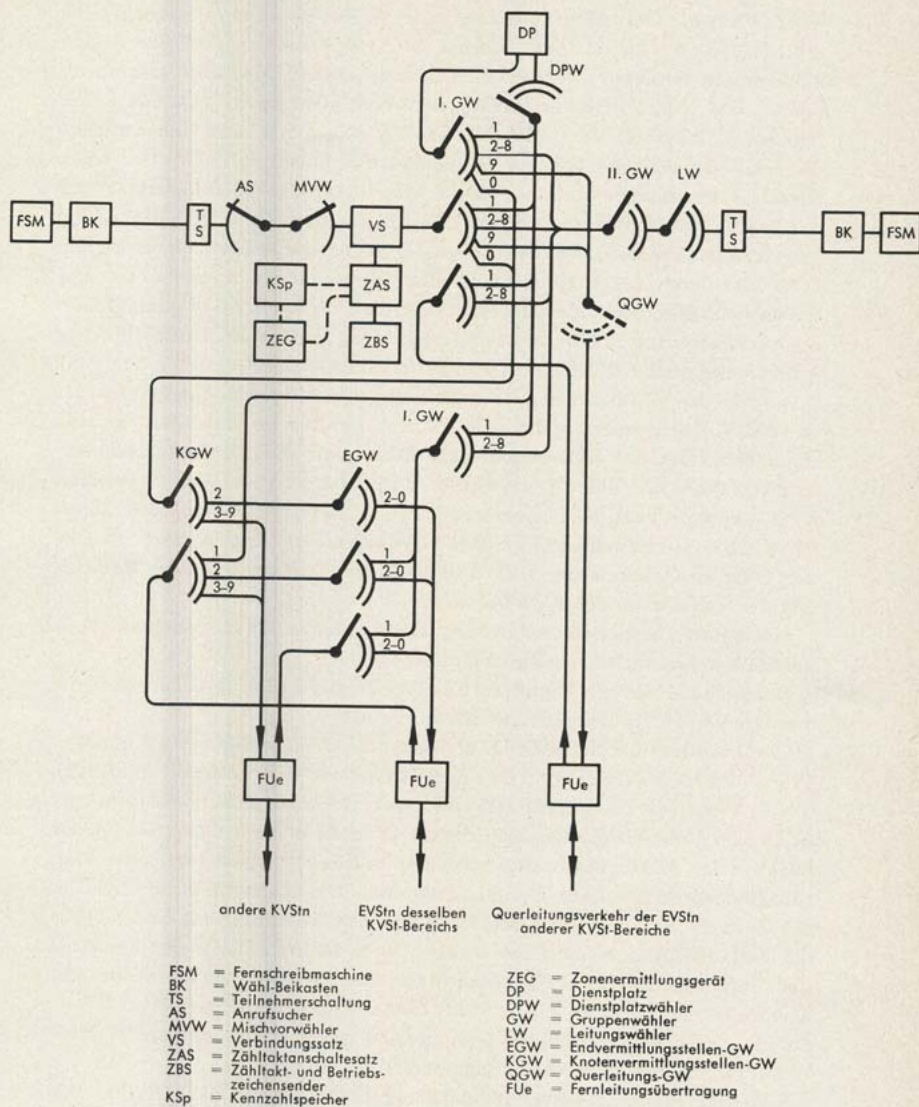 DP
DPW
I. GW
1
2–8
9
0
AS
MVW
II. GW
LW
FSM
BK
TS
VS
1
2–8
9
0
TS
BK
FSM
KSp
ZAS
1
2–8
QGW
ZEG
ZBS
I. GW
1
2–8
KGW
EGW
2
3–9
2–0
1
2
3–9
1
2–0
1
2–0
FUe
FUe
FUe
andere KVStn
EVStn desselben
KVSt-Bereichs
Querleitungsverkehr der EVStn
anderer KVSt-Bereiche
FSM = Fernschreibmaschine
BK = Wähl-Beikasten
TS = Teilnehmerschaltung
AS = Anrufsucher
MVW = Mischvorwähler
VS = Verbindungssatz
ZAS = Zähltaktanschaltesatz
ZBS = Zähltakt- und Betriebs-
zeichensender
KSp = Kennzahlspeicher
ZEG = Zonenermittlungsgerät
DP = Dienstplatz
DPW = Dienstplatzwähler
GW = Gruppenwähler
LW = Leitungswähler
EGW = Endvermittlungsstellen-GW
KGW = Knotenvermittlungsstellen-GW
QGW = Querleitungs-GW
FUe = Fernleitungsübertragung